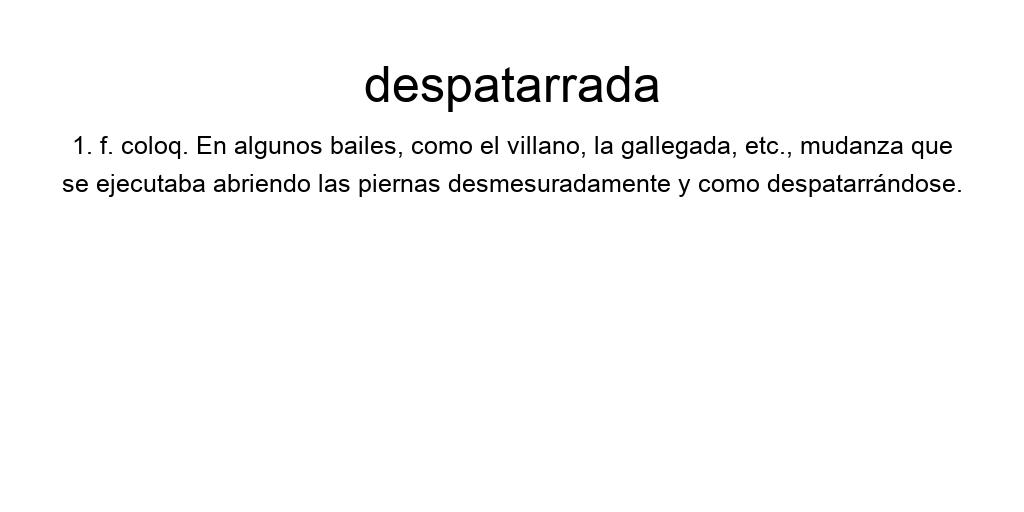 despatarrada
1. f. coloq. En algunos bailes, como el villano, la gallegada, etc., mudanza que
se ejecutaba abriendo las piernas desmesuradamente y como despatarrándose.